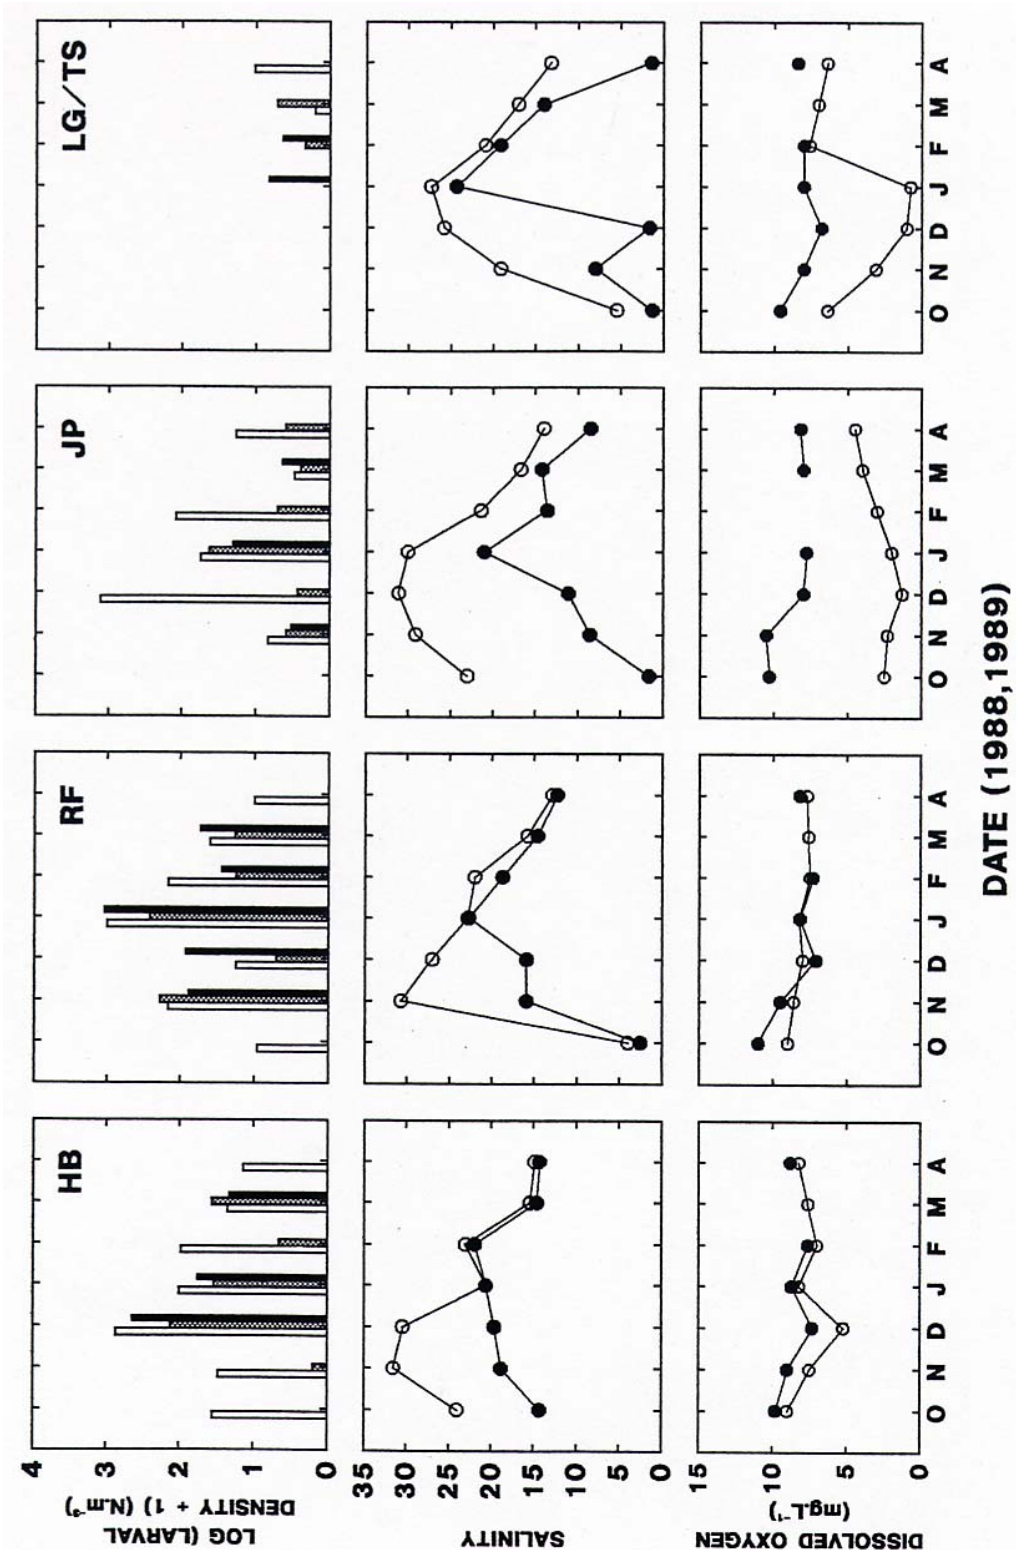 HB RF JP LG/TS
LOG (LARVAL
DENSITY + 1) (N.m⁻³)
4
3
2
1
0
SALINITY
35
30
25
20
15
10
5
0
DISSOLVED OXYGEN
(mg.L⁻¹)
15
10
5
0
O N D J F M A O N D J F M A O N D J F M A O N D J F M A
DATE (1988,1989)